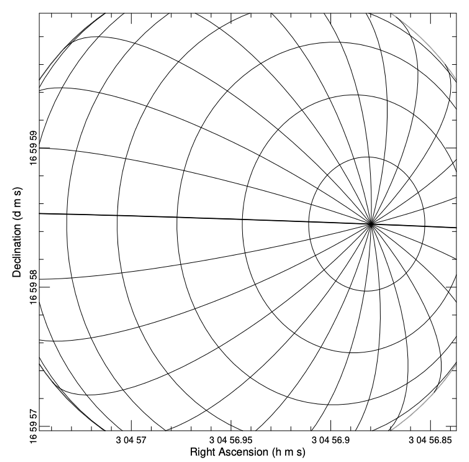 16 59 59
Declination (d m s)
16 59 58
16 59 57
3 04 57
3 04 56.95
3 04 56.9
3 04 56.85
Right Ascension (h m s)